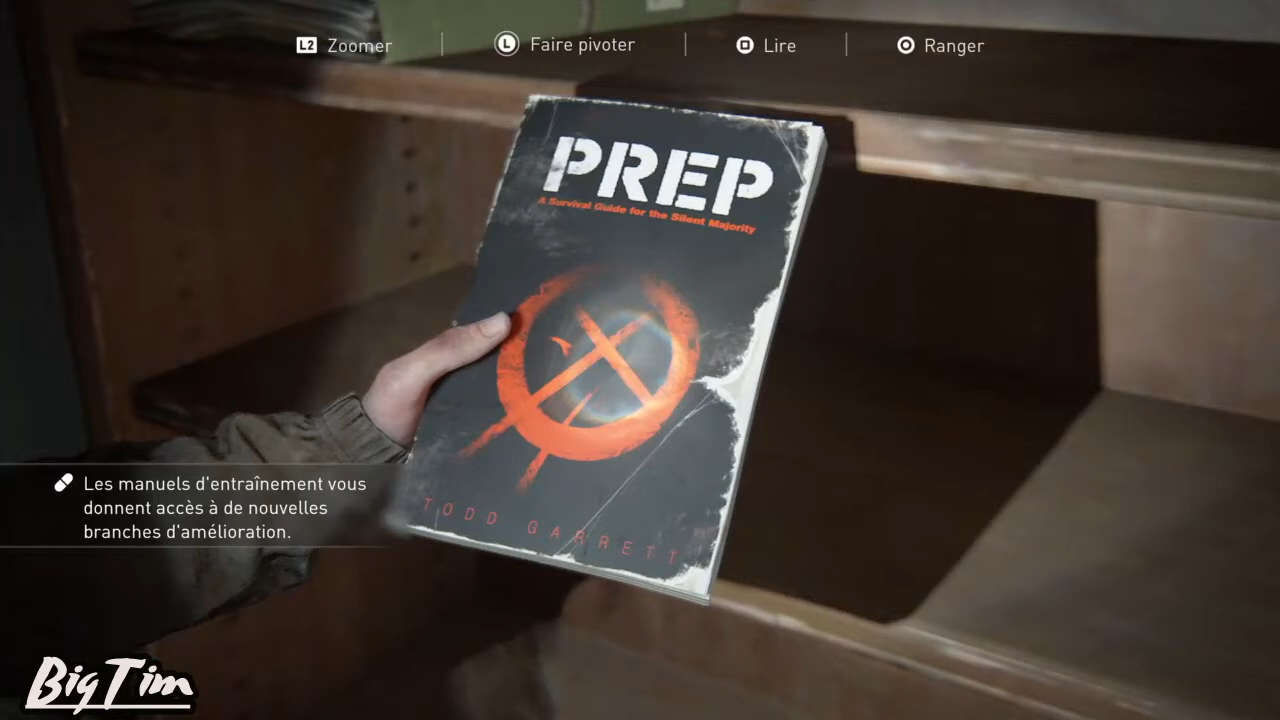 L2 Zoomer
L Faire pivoter
Lire
Ranger
PREP
A Survival Guide for the Silent Majority
TODD GARRETT
Les manuels d'entraînement vous
donnent accès à de nouvelles
branches d'amélioration.
BigTim